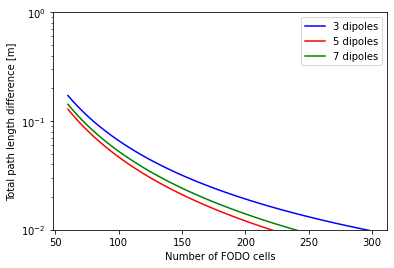 10⁰
10⁻¹
10⁻²
Total path length difference [m]
3 dipoles
5 dipoles
7 dipoles
50 100 150 200 250 300
Number of FODO cells